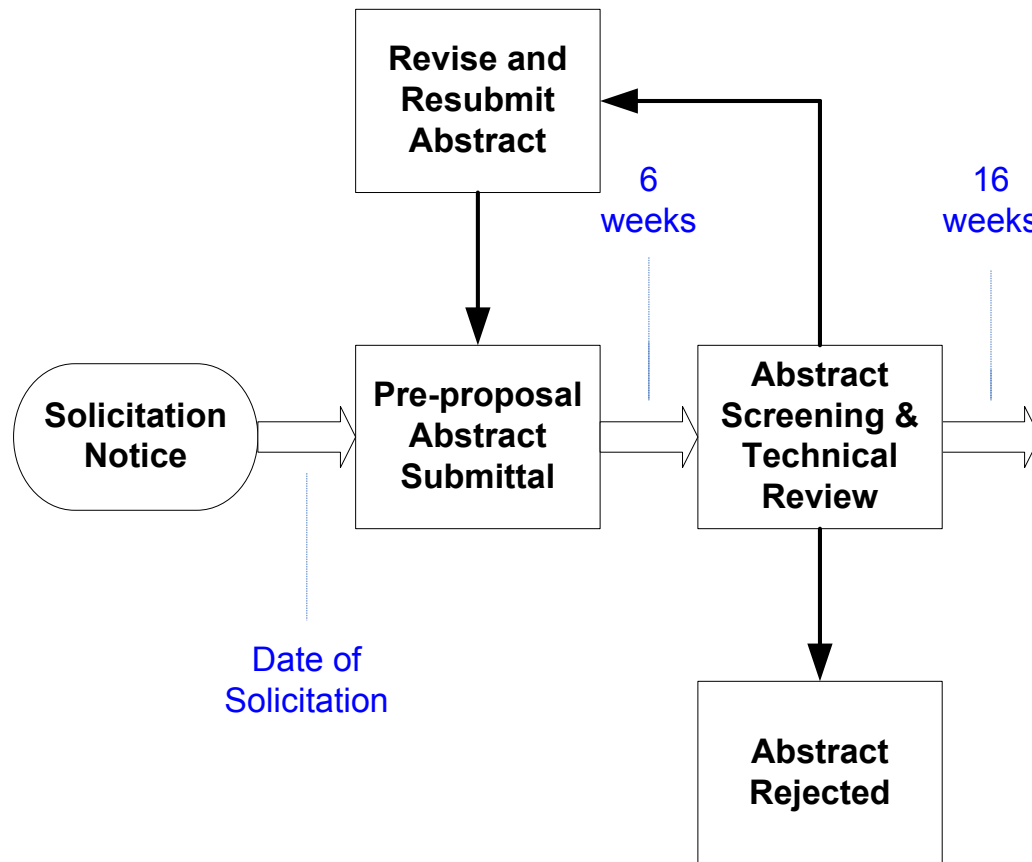 Revise and
Resubmit
Abstract
6
weeks
16
weeks
Solicitation
Notice
Pre-proposal
Abstract
Submittal
Abstract
Screening &
Technical
Review
Date of
Solicitation
Abstract
Rejected